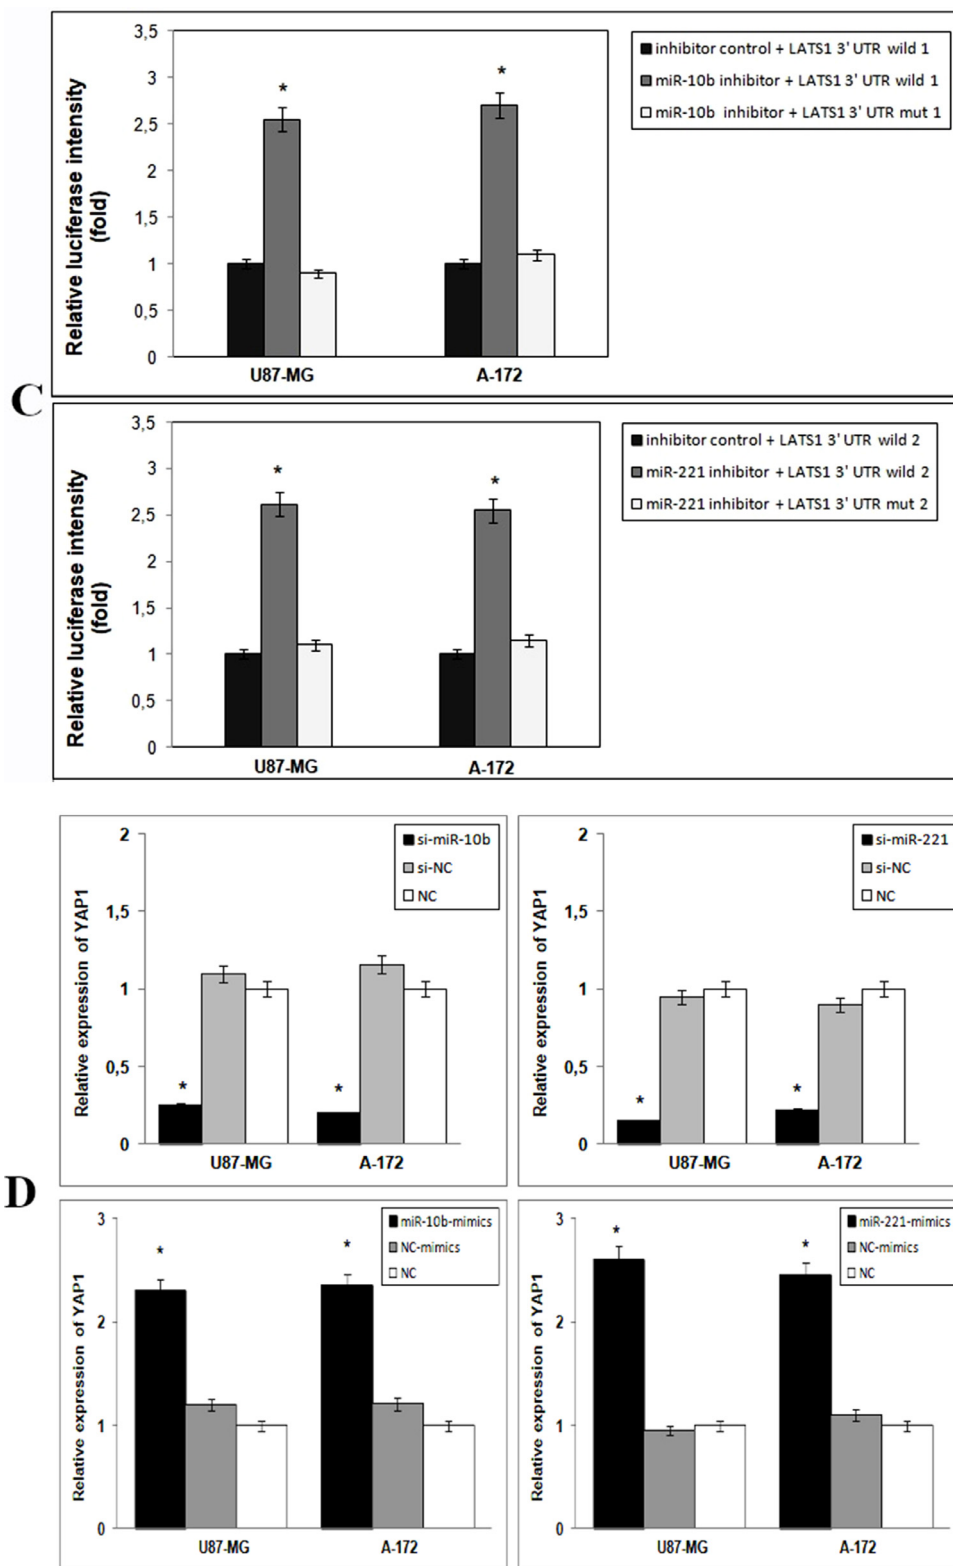 C
3,5
3
2,5
2
1,5
1
0,5
0
Relative luciferase intensity
(fold)
*
*
U87-MG
A-172
inhibitor control + LATS1 3' UTR wild 1
miR-10b inhibitor + LATS1 3' UTR wild 1
miR-10b inhibitor + LATS1 3' UTR mut 1
3,5
3
2,5
2
1,5
1
0,5
0
Relative luciferase intensity
(fold)
*
*
U87-MG
A-172
inhibitor control + LATS1 3' UTR wild 2
miR-221 inhibitor + LATS1 3' UTR wild 2
miR-221 inhibitor + LATS1 3' UTR mut 2
D
2
1,5
1
0,5
0
Relative expression of YAP1
*
*
U87-MG
A-172
si-miR-10b
si-NC
NC
2
1,5
1
0,5
0
Relative expression of YAP1
*
*
U87-MG
A-172
si-miR-221
si-NC
NC
3
2
1
0
Relative expression of YAP1
*
*
U87-MG
A-172
miR-10b-mimics
NC-mimics
NC
3
2
1
0
Relative expression of YAP1
*
*
U87-MG
A-172
miR-221-mimics
NC-mimics
NC